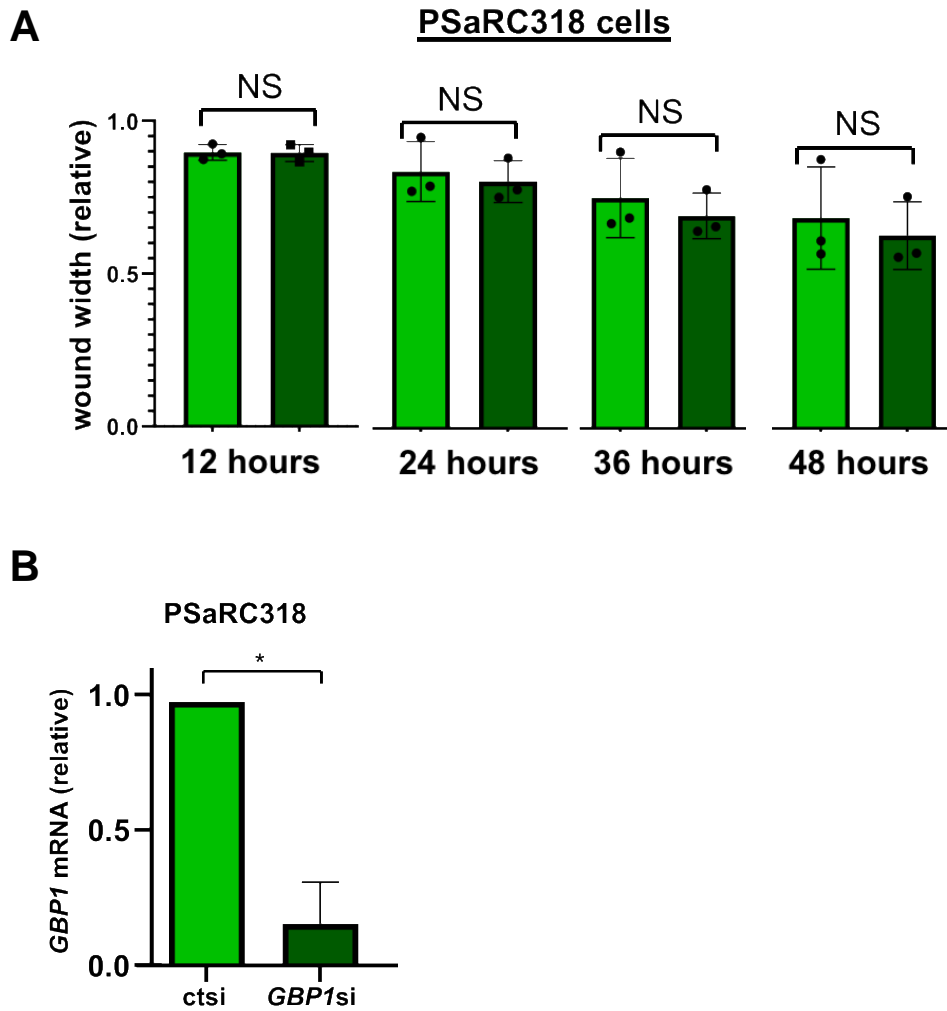 A
PSaRC318 cells
NS
NS
NS
NS
wound width (relative)
1.0
0.5
0.0
12 hours
24 hours
36 hours
48 hours
B
PSaRC318
*
GBP1 mRNA (relative)
1.0
0.5
0.0
ctsi
GBP1si